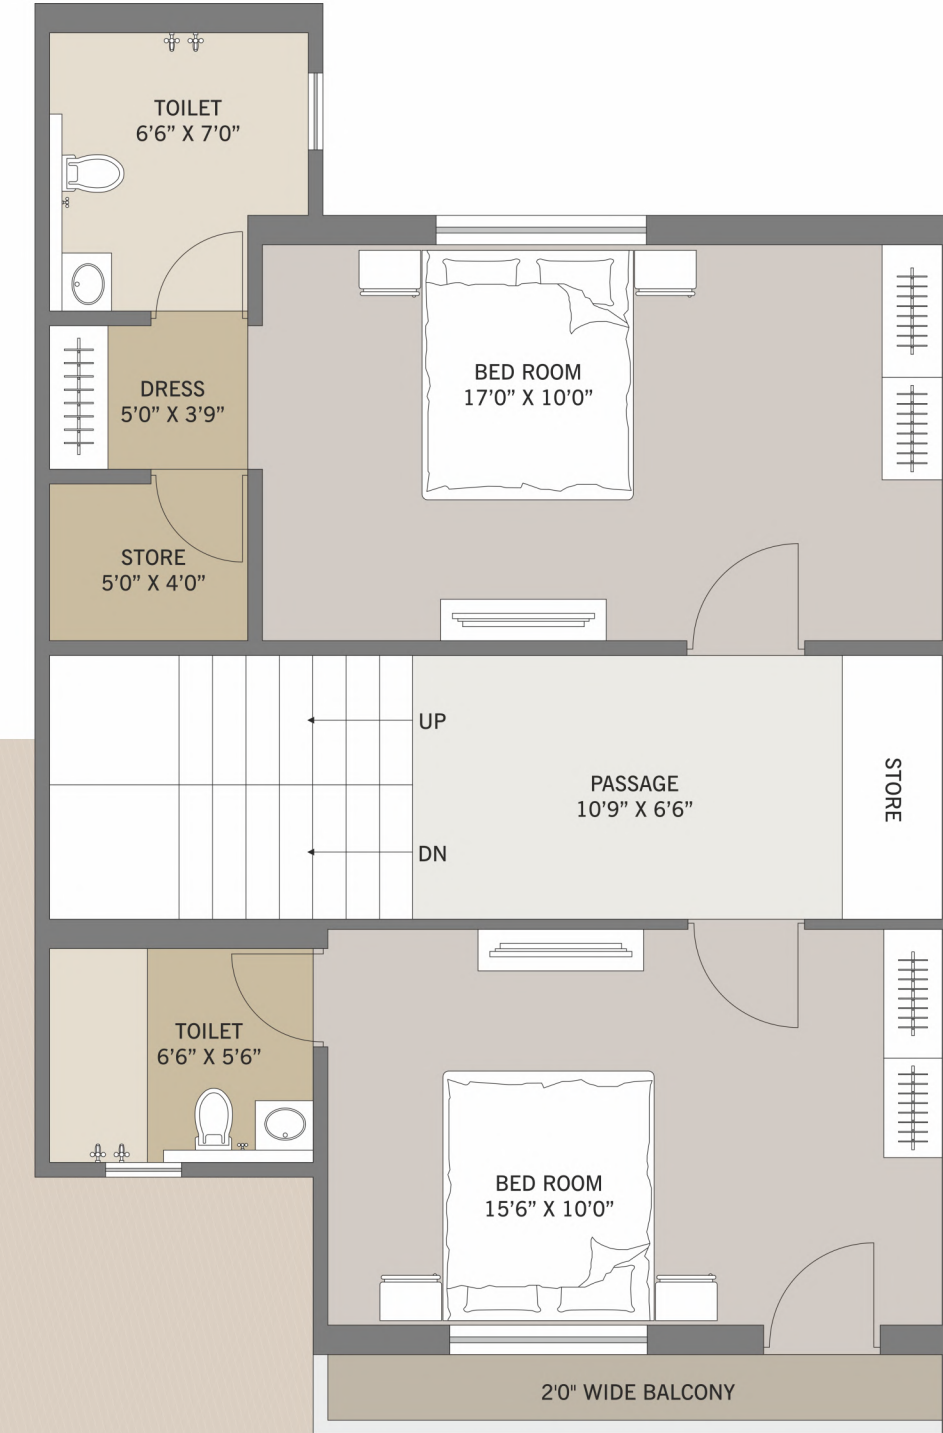 TOILET
6’6” X 7’0”
BED ROOM
17’0” X 10’0”
DRESS
5’0” X 3’9”
STORE
5’0” X 4’0”
UP
PASSAGE
10’9” X 6’6”
STORE
DN
TOILET
6’6” X 5’6”
BED ROOM
15’6” X 10’0”
2'0" WIDE BALCONY